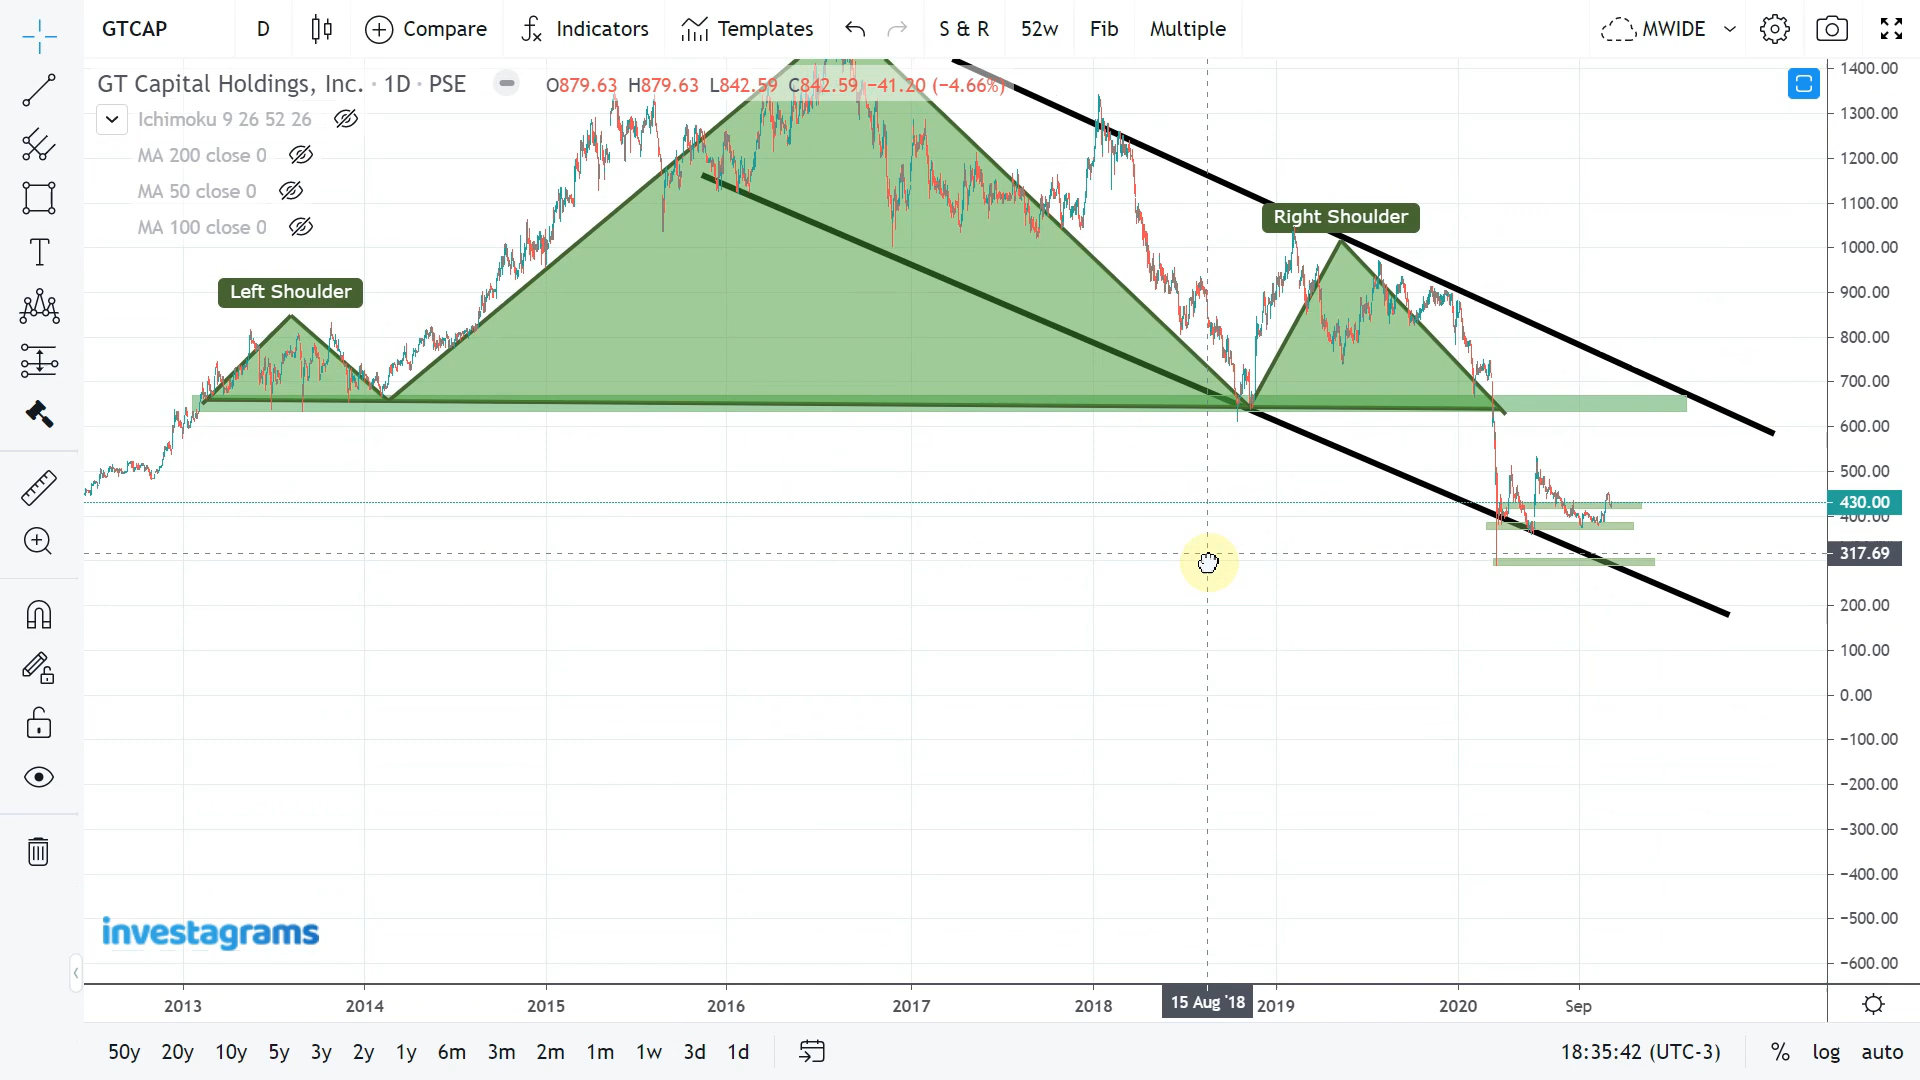 GTCAP D Compare Indicators Templates S & R 52w Fib Multiple MWIDE
GT Capital Holdings, Inc. · 1D · PSE O879.63 H879.63 L842.59 C842.59 −41.20 (−4.66%)
Ichimoku 9 26 52 26
MA 200 close 0
MA 50 close 0
MA 100 close 0
Left Shoulder
Right Shoulder
1400.00
1300.00
1200.00
1100.00
1000.00
900.00
800.00
700.00
600.00
500.00
430.00
400.00
317.69
200.00
100.00
0.00
−100.00
−200.00
−300.00
−400.00
−500.00
−600.00
investagrams
2013 2014 2015 2016 2017 2018 15 Aug '18 2019 2020 Sep
50y 20y 10y 5y 3y 2y 1y 6m 3m 2m 1m 1w 3d 1d 18:35:42 (UTC-3) % log auto